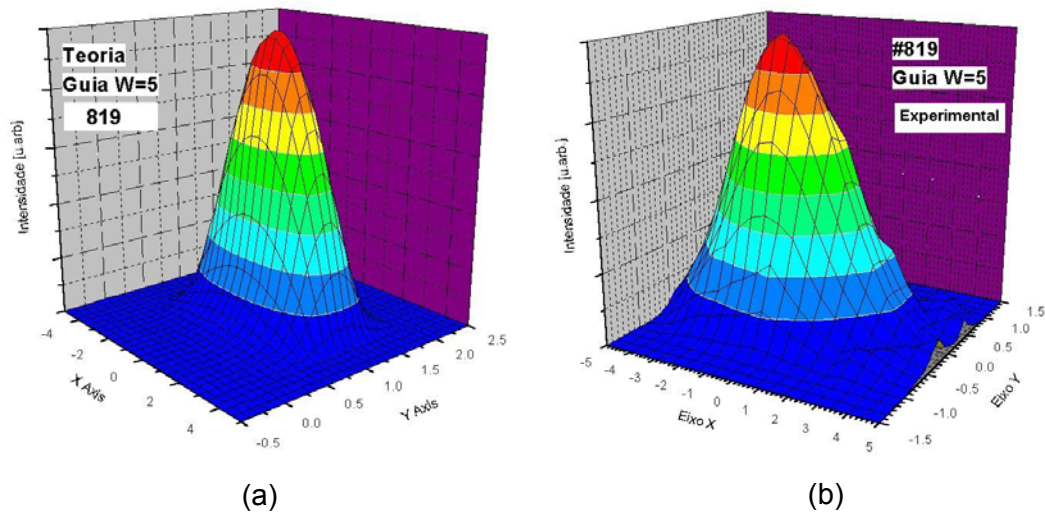 Teoria
Guia W=5
819
Intensidade [u.arb]
-4
-2
0
2
4
X Axis
-0.5
0.0
0.5
1.0
1.5
2.0
2.5
Y Axis
(a)
#819
Guia W=5
Experimental
Intensidade [u.arb.]
-5
-4
-3
-2
-1
0
1
2
3
4
5
Eixo X
-1.5
-1.0
-0.5
0.0
0.5
1.0
1.5
Eixo Y
(b)